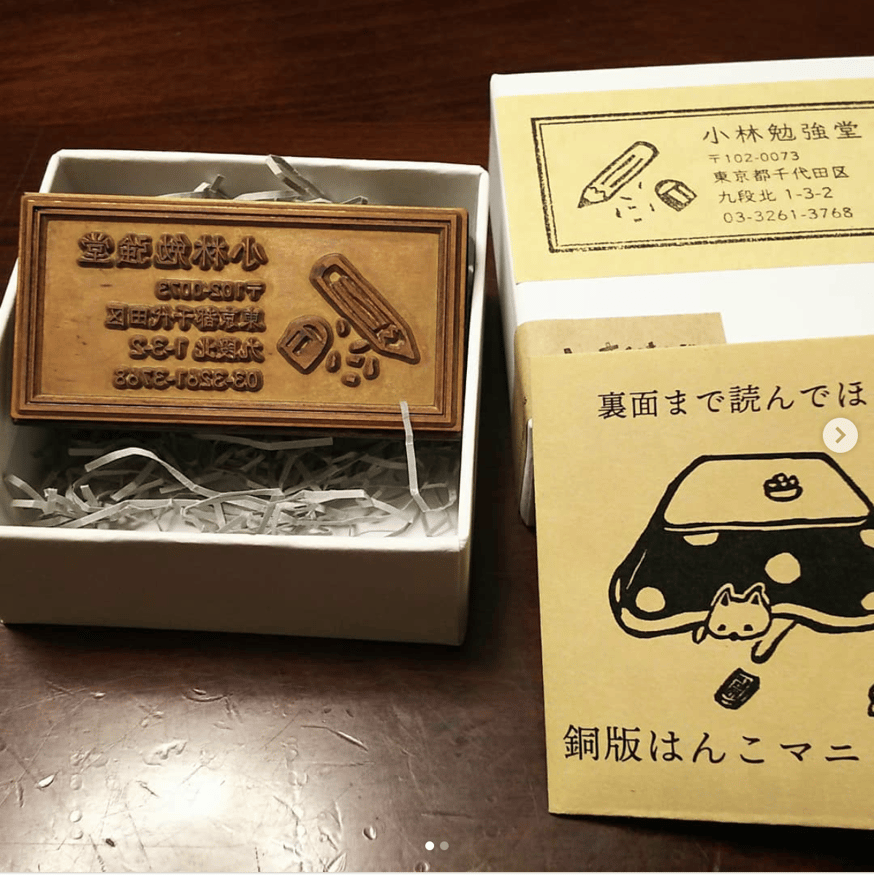 小林勉強堂
〒102-0073
東京都千代田区
九段北 1-3-2
03-3261-3768
小林勉強堂
〒102-0073
東京都千代田区
九段北 1-3-2
03-3261-3768
裏面まで読んでほ
銅版はんこマニ